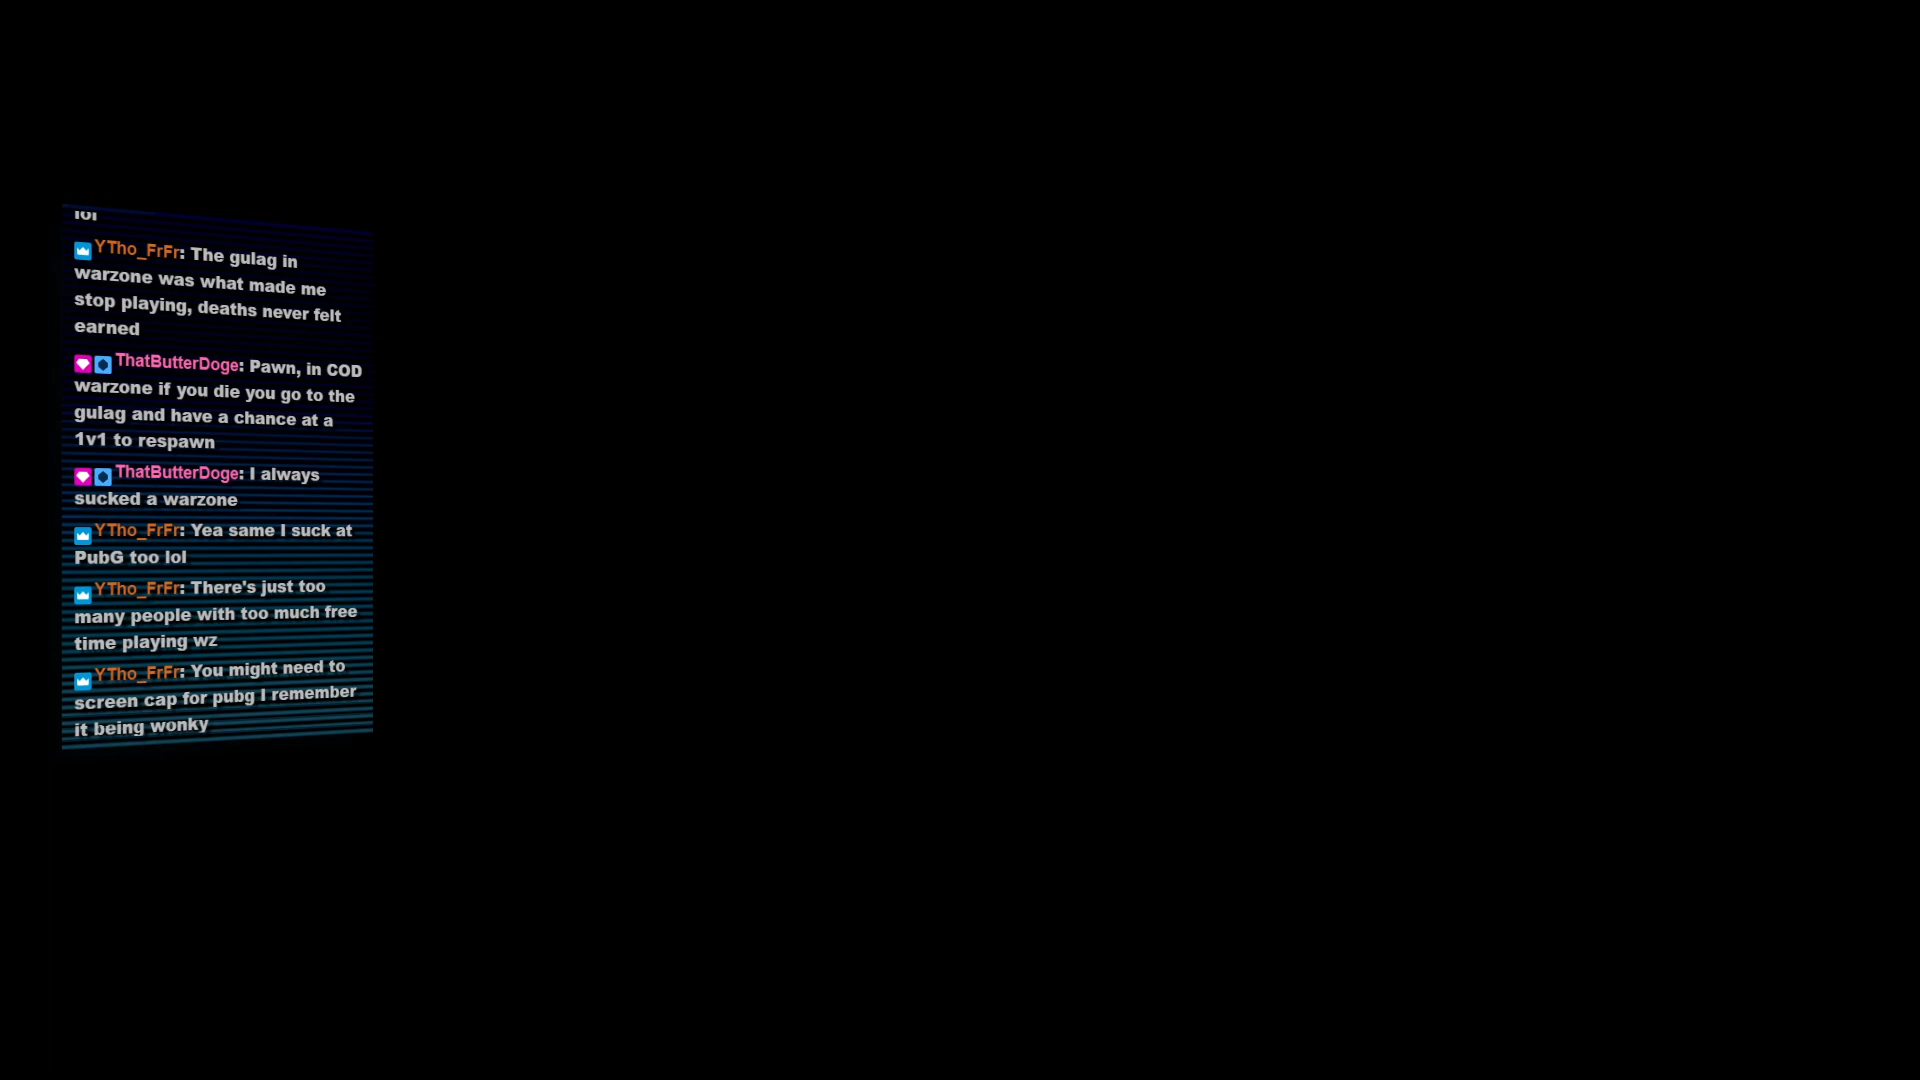 lol
YTho_FrFr: The gulag in
warzone was what made me
stop playing, deaths never felt
earned
ThatButterDoge: Pawn, in COD
warzone if you die you go to the
gulag and have a chance at a
1v1 to respawn
ThatButterDoge: I always
sucked a warzone
YTho_FrFr: Yea same I suck at
PubG too lol
YTho_FrFr: There's just too
many people with too much free
time playing wz
YTho_FrFr: You might need to
screen cap for pubg I remember
it being wonky